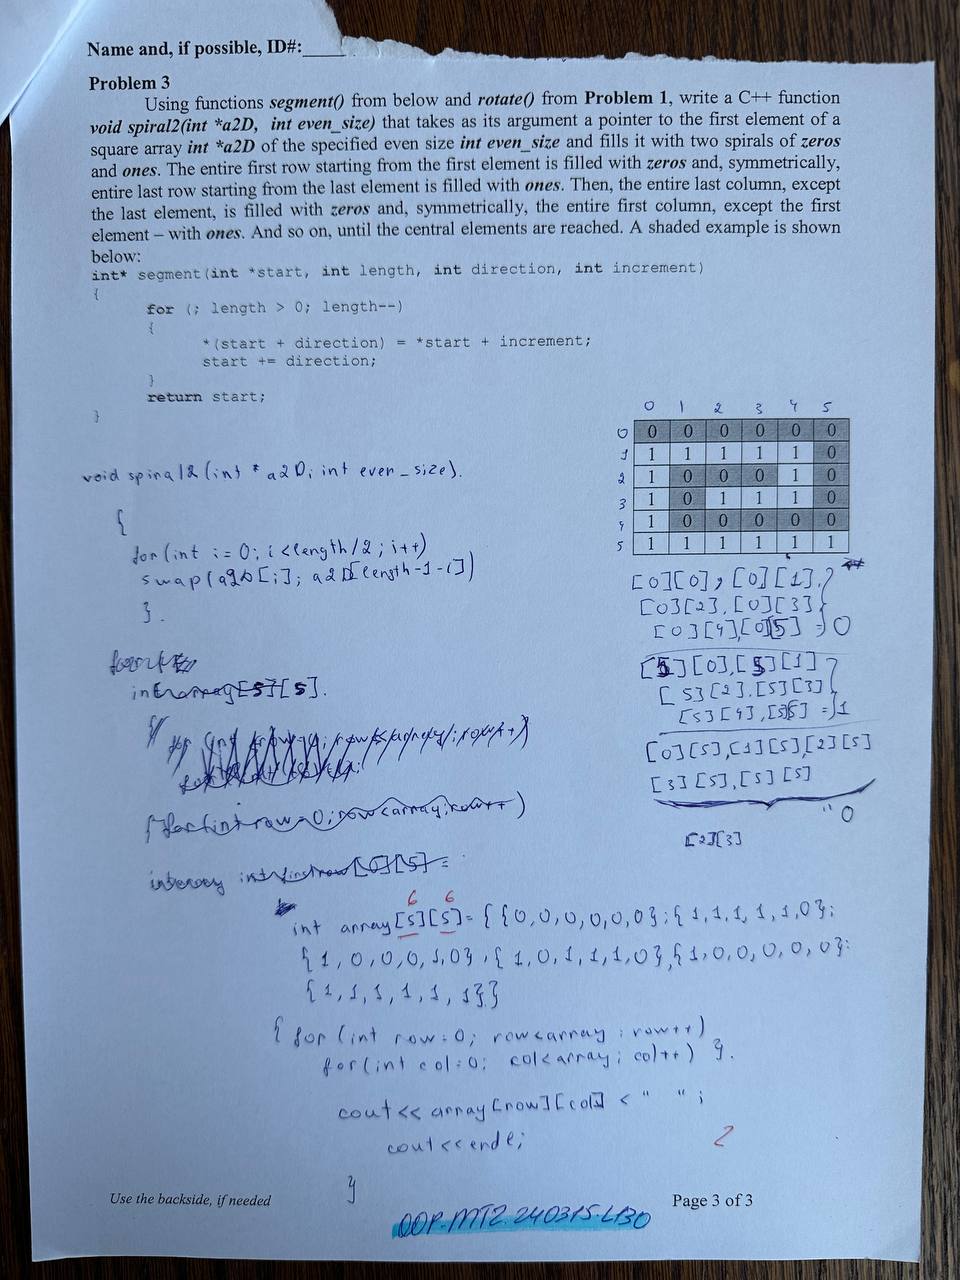 Name and, if possible, ID#:
Problem 3
Using functions segment() from below and rotate() from Problem 1, write a C++ function
void spiral2(int *a2D, int even_size) that takes as its argument a pointer to the first element of a
square array int *a2D of the specified even size int even_size and fills it with two spirals of zeros
and ones. The entire first row starting from the first element is filled with zeros and, symmetrically,
entire last row starting from the last element is filled with ones. Then, the entire last column, except
the last element, is filled with zeros and, symmetrically, the entire first column, except the first
element – with ones. And so on, until the central elements are reached. A shaded example is shown
below:
int* segment(int *start, int length, int direction, int increment)
{
for (; length > 0; length--)
{
*(start + direction) = *start + increment;
start += direction;
}
return start;
}
0 1 2 3 4 5
0 0 0 0 0 0 0
1 1 1 1 1 1 0
2 1 0 0 0 1 0
3 1 0 1 1 1 0
4 1 0 0 0 0 0
5 1 1 1 1 1 1
void spiral2 (int * a2D; int even_size).
{
for (int i = 0; i < length/2; i++)
swap(a2D[i]; a2D[length-1-i])
}.
int array[5][5].
[0][0], [0][1].
[0][2], [0][3]
[0][4], [0][5] = 0
[5][0], [5][1]
[5][2]. [5][3]
[5][4], [5][5] = 1
[0][5], [1][5], [2][5]
[3][5], [5][5]
" 0
[2][3]
{ for(int row=0; row<array; row++)
6 6
int array[5][5] = { {0,0,0,0,0,0}; {1,1,1,1,1,0};
{1,0,0,0,1,0}, {1,0,1,1,1,0}, {1,0,0,0,0,0}:
{1,1,1,1,1,1}}
{ for (int row=0; row<array; row++)
for(int col=0; col<array; col++) }.
cout << array[row][col] < " " ;
cout << endl;
2
}
Use the backside, if needed
Page 3 of 3
OOP.MT2.240315.LB0